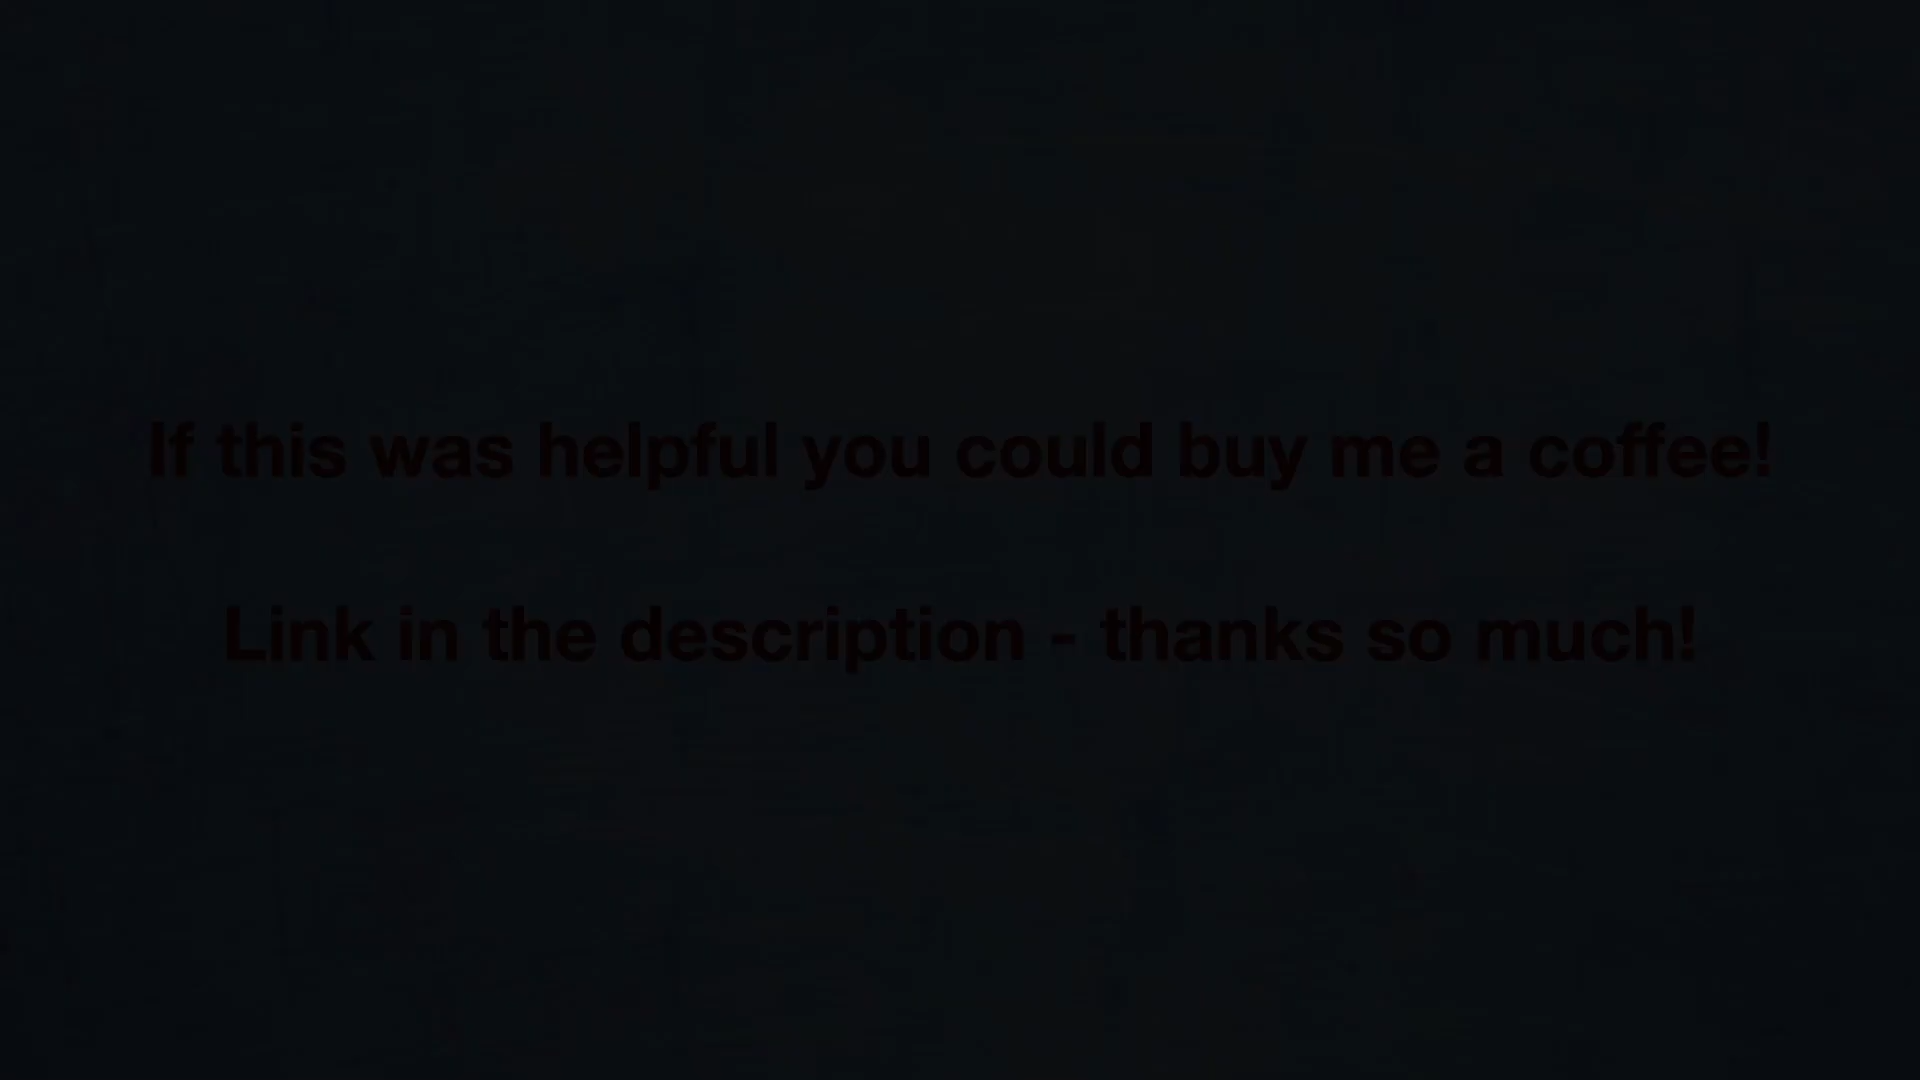 If this was helpful you could buy me a coffee!
Link in the description - thanks so much!